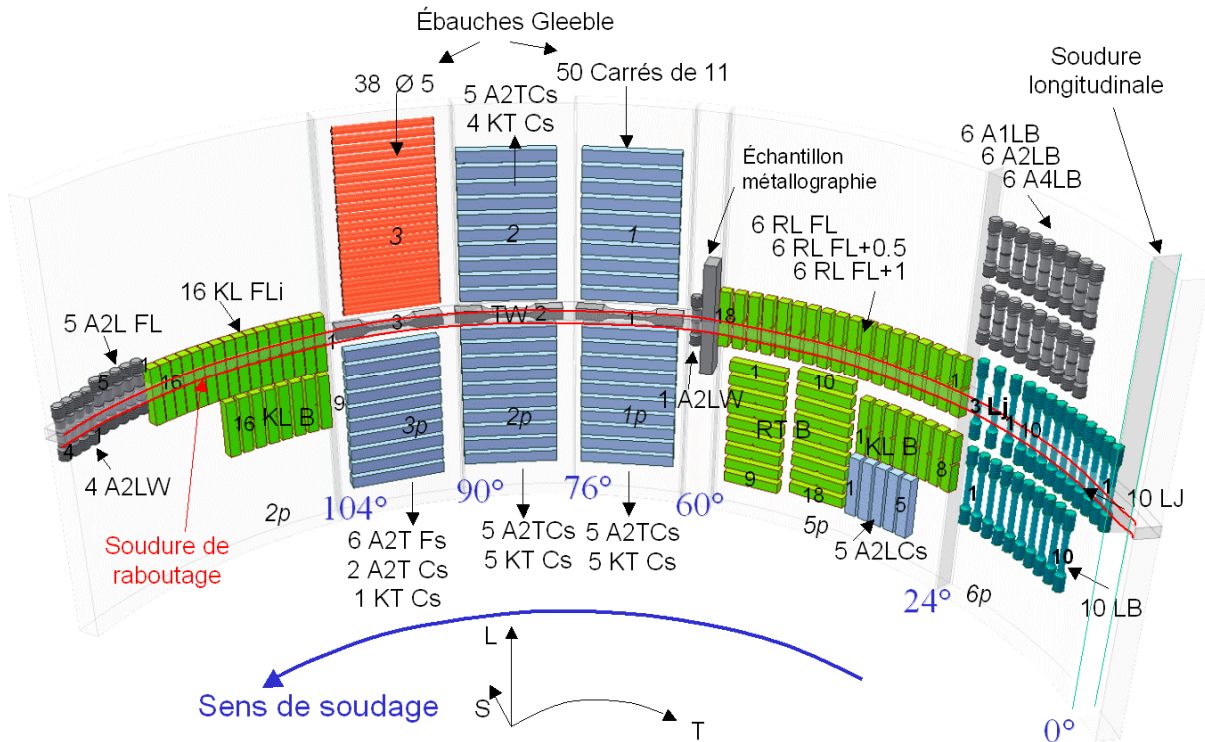 Ébauches Gleeble
38 Ø 5
50 Carrés de 11
5 A2TCs
4 KT Cs
Soudure
longitudinale
6 A1LB
6 A2LB
6 A4LB
Échantillon
métallographie
6 RL FL
6 RL FL+0.5
6 RL FL+1
16 KL FLi
5 A2L FL
3
2
1
5
1
16
1
3
TW
2
1
18
1
4
1
16
KL B
9
3p
2p
1p
1 A2LW
1
10
RT B
9
18
1
KL B
8
1
5
3
Lj
1
10
1
10 LJ
1
10
10 LB
4 A2LW
Soudure de
raboutage
2p
104°
90°
76°
60°
5p
24°
6p
0°
5 A2LCs
6 A2T Fs
2 A2T Cs
1 KT Cs
5 A2TCs
5 KT Cs
5 A2TCs
5 KT Cs
Sens de soudage
L
S
T